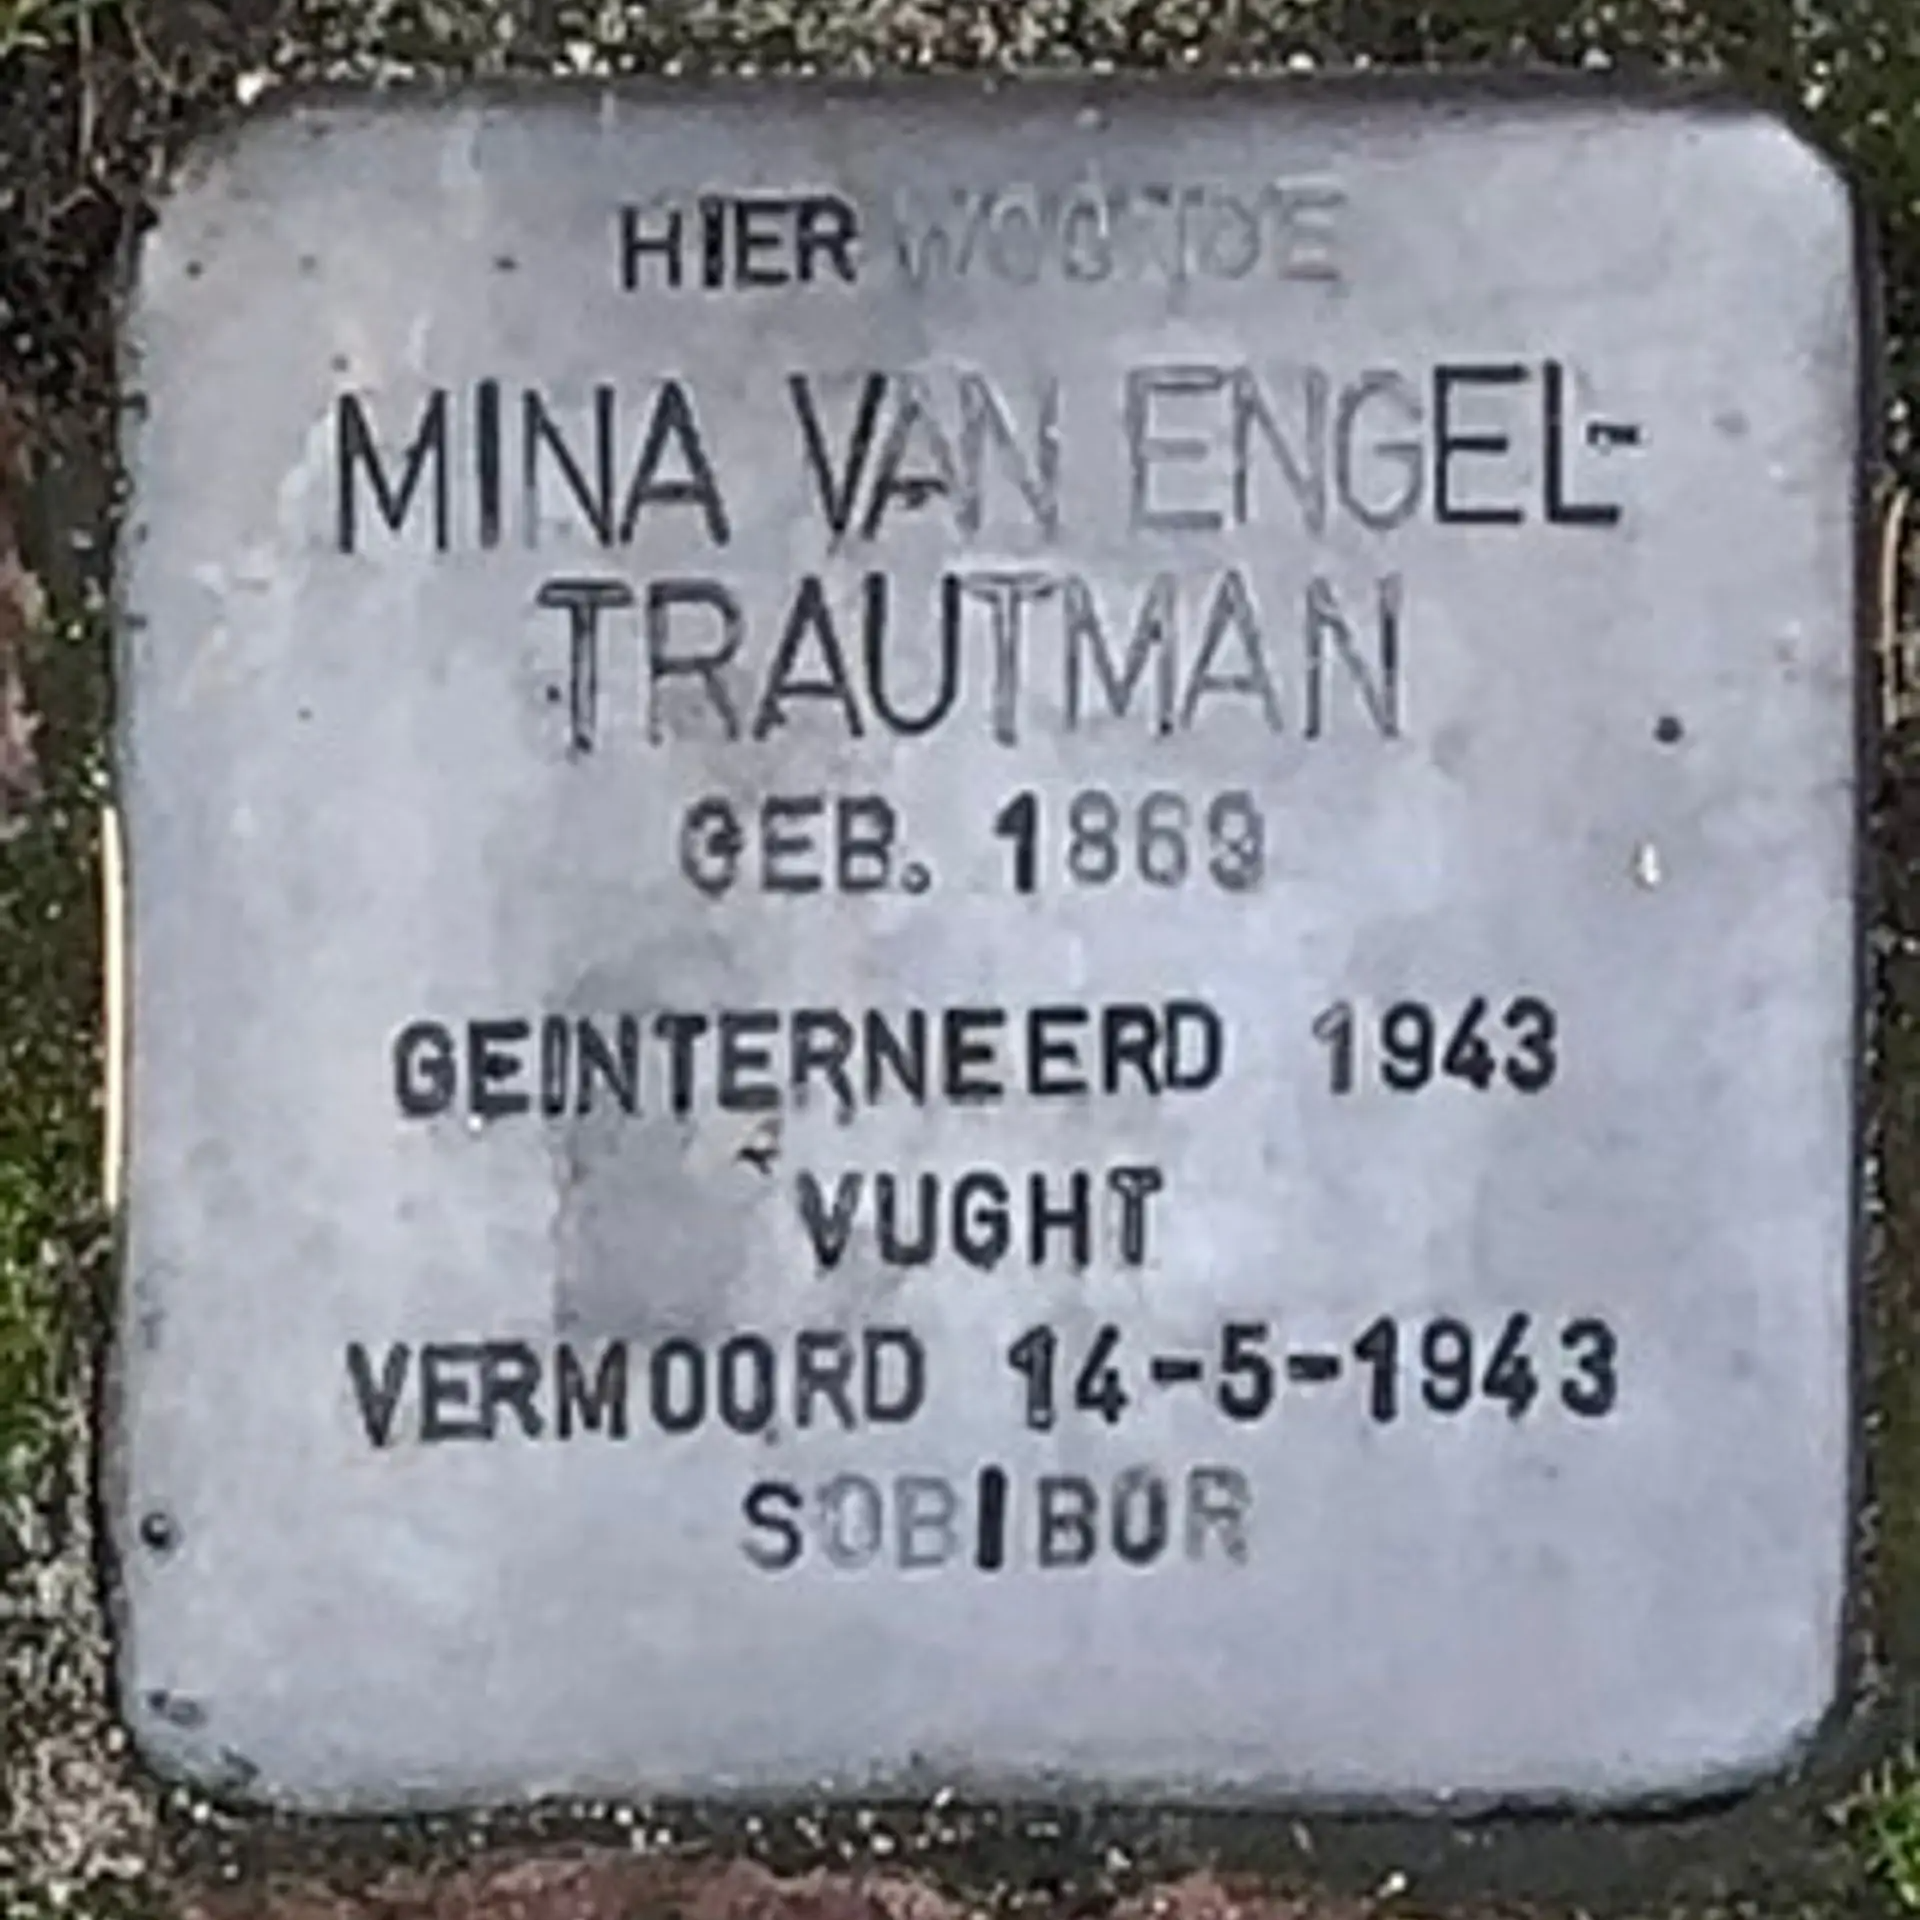 HIER WOONDE
MINA VAN ENGEL-
TRAUTMAN
GEB. 1869
GEINTERNEERD 1943
VUGHT
VERMOORD 14-5-1943
SOBIBOR